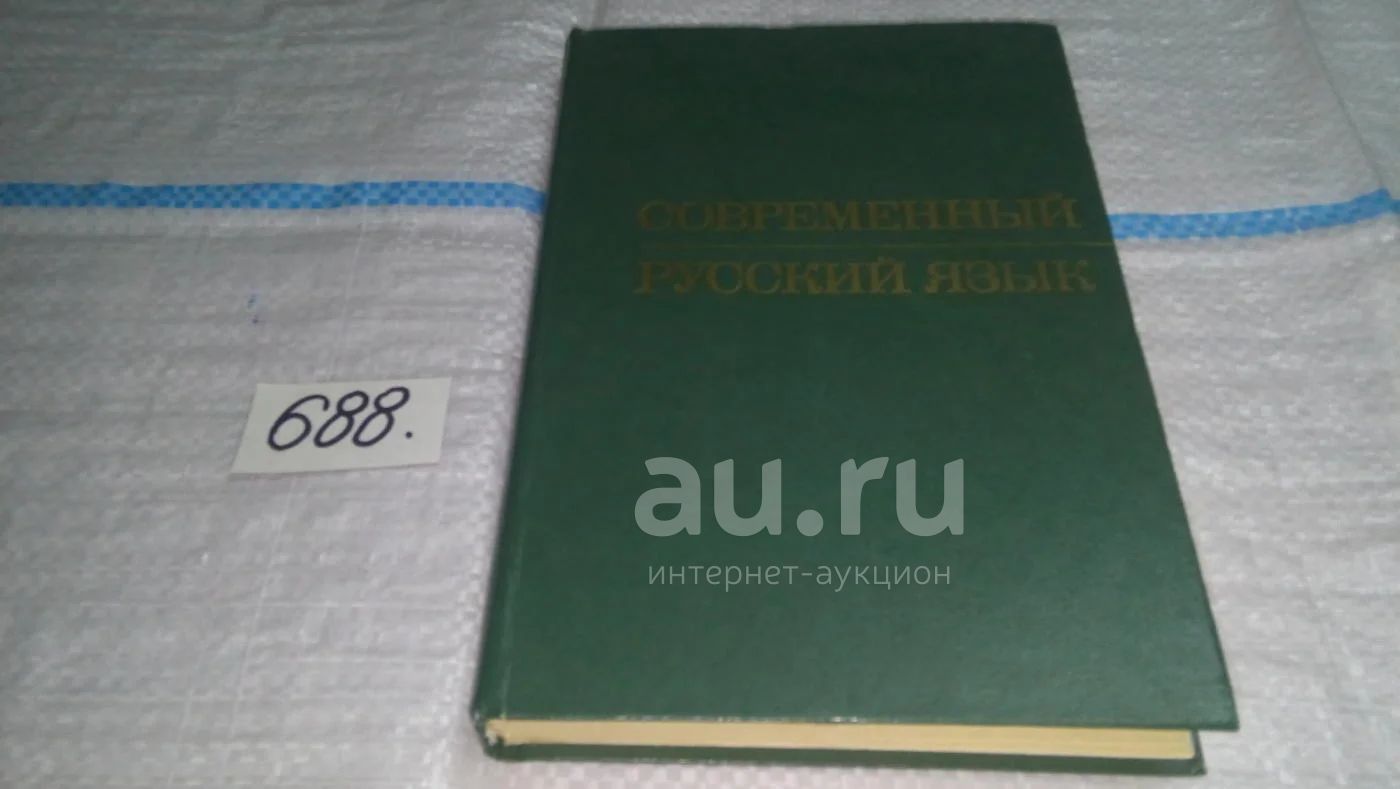 СОВРЕМЕННЫЙ
РУССКИЙ ЯЗЫК
688.
au.ru
интернет-аукцион